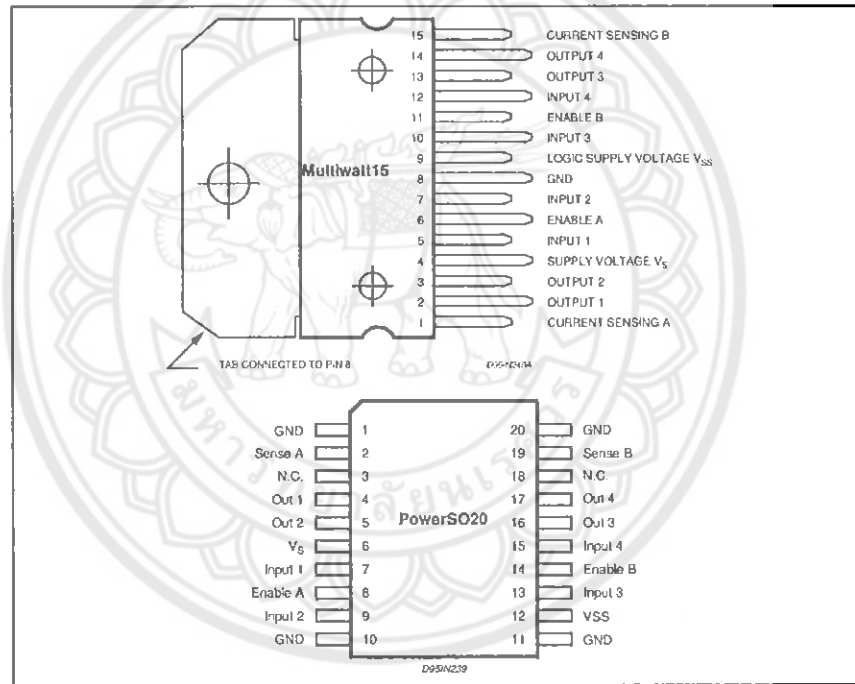 15 CURRENT SENSING B
14 OUTPUT 4
13 OUTPUT 3
12 INPUT 4
11 ENABLE B
10 INPUT 3
9 LOGIC SUPPLY VOLTAGE VSS
8 GND
7 INPUT 2
6 ENABLE A
5 INPUT 1
4 SUPPLY VOLTAGE VS
3 OUTPUT 2
2 OUTPUT 1
1 CURRENT SENSING A
Multiwatt15
TAB CONNECTED TO PIN 8
GND 1 20 GND
Sense A 2 19 Sense B
N.C. 3 18 N.C.
Out 1 4 17 Out 4
Out 2 5 16 Out 3
VS 6 15 Input 4
Input 1 7 14 Enable B
Enable A 8 13 Input 3
Input 2 9 12 VSS
GND 10 11 GND
PowerSO20
D95IN239